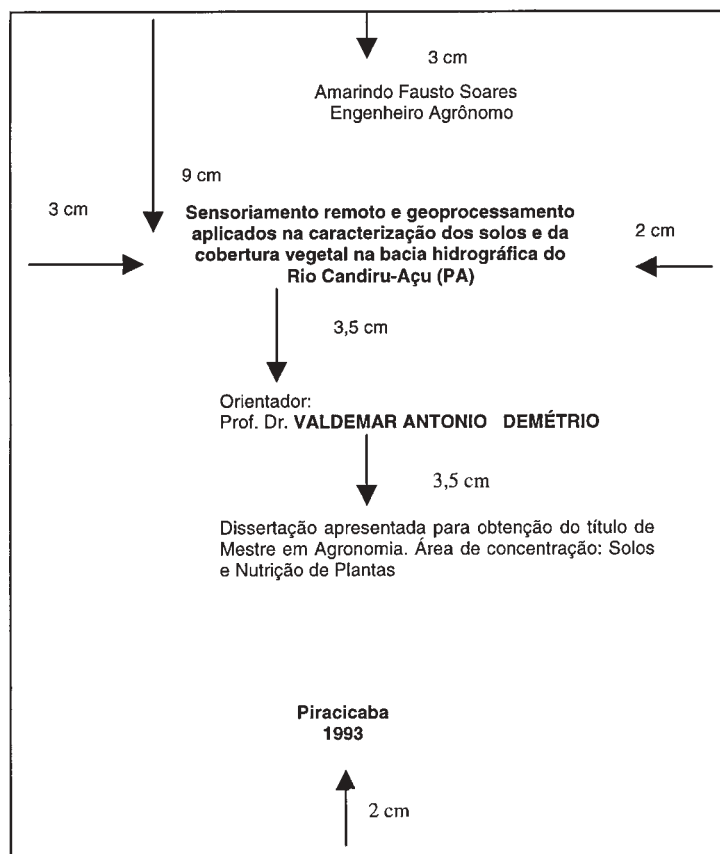 3 cm
Amarindo Fausto Soares
Engenheiro Agrônomo
9 cm
3 cm
Sensoriamento remoto e geoprocessamento
aplicados na caracterização dos solos e da
cobertura vegetal na bacia hidrográfica do
Rio Candiru-Açu (PA)
2 cm
3,5 cm
Orientador:
Prof. Dr. VALDEMAR ANTONIO DEMÉTRIO
3,5 cm
Dissertação apresentada para obtenção do título de
Mestre em Agronomia. Área de concentração: Solos
e Nutrição de Plantas
Piracicaba
1993
2 cm